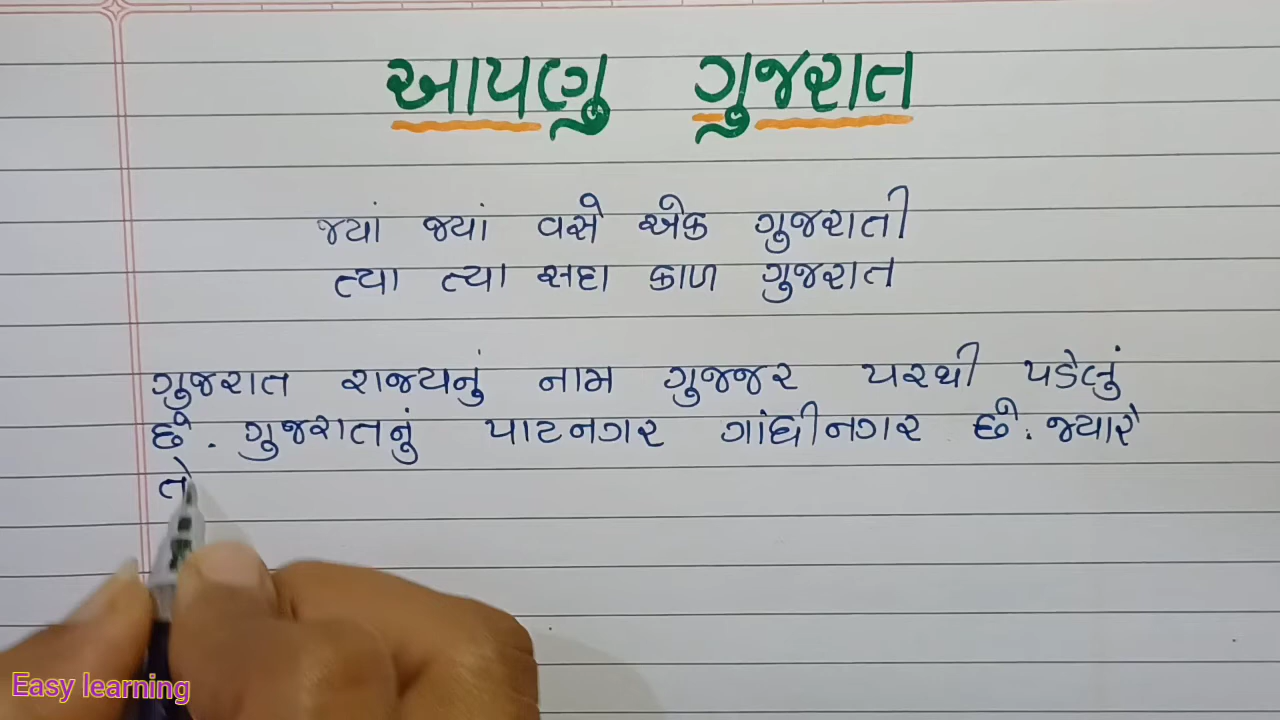 આપણુ ગુજરાત
જ્યાં જ્યાં વસે એક ગુજરાતી
ત્યા ત્યા સદા કાળ ગુજરાત
ગુજરાત રાજ્યનું નામ ગુજ્જર પરથી પડેલું
છે. ગુજરાતનું પાટનગર ગાંધીનગર છે. જ્યારે
તે
Easy learning